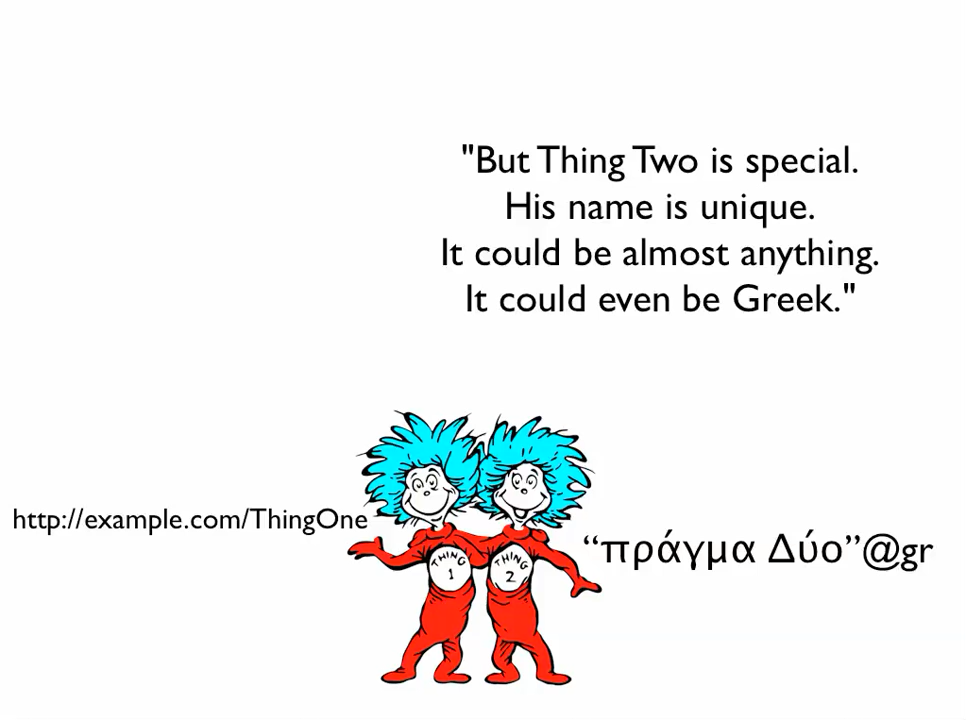 "But Thing Two is special.
His name is unique.
It could be almost anything.
It could even be Greek."
http://example.com/ThingOne
“πράγμα Δύο”@gr
THING
1
THING
2